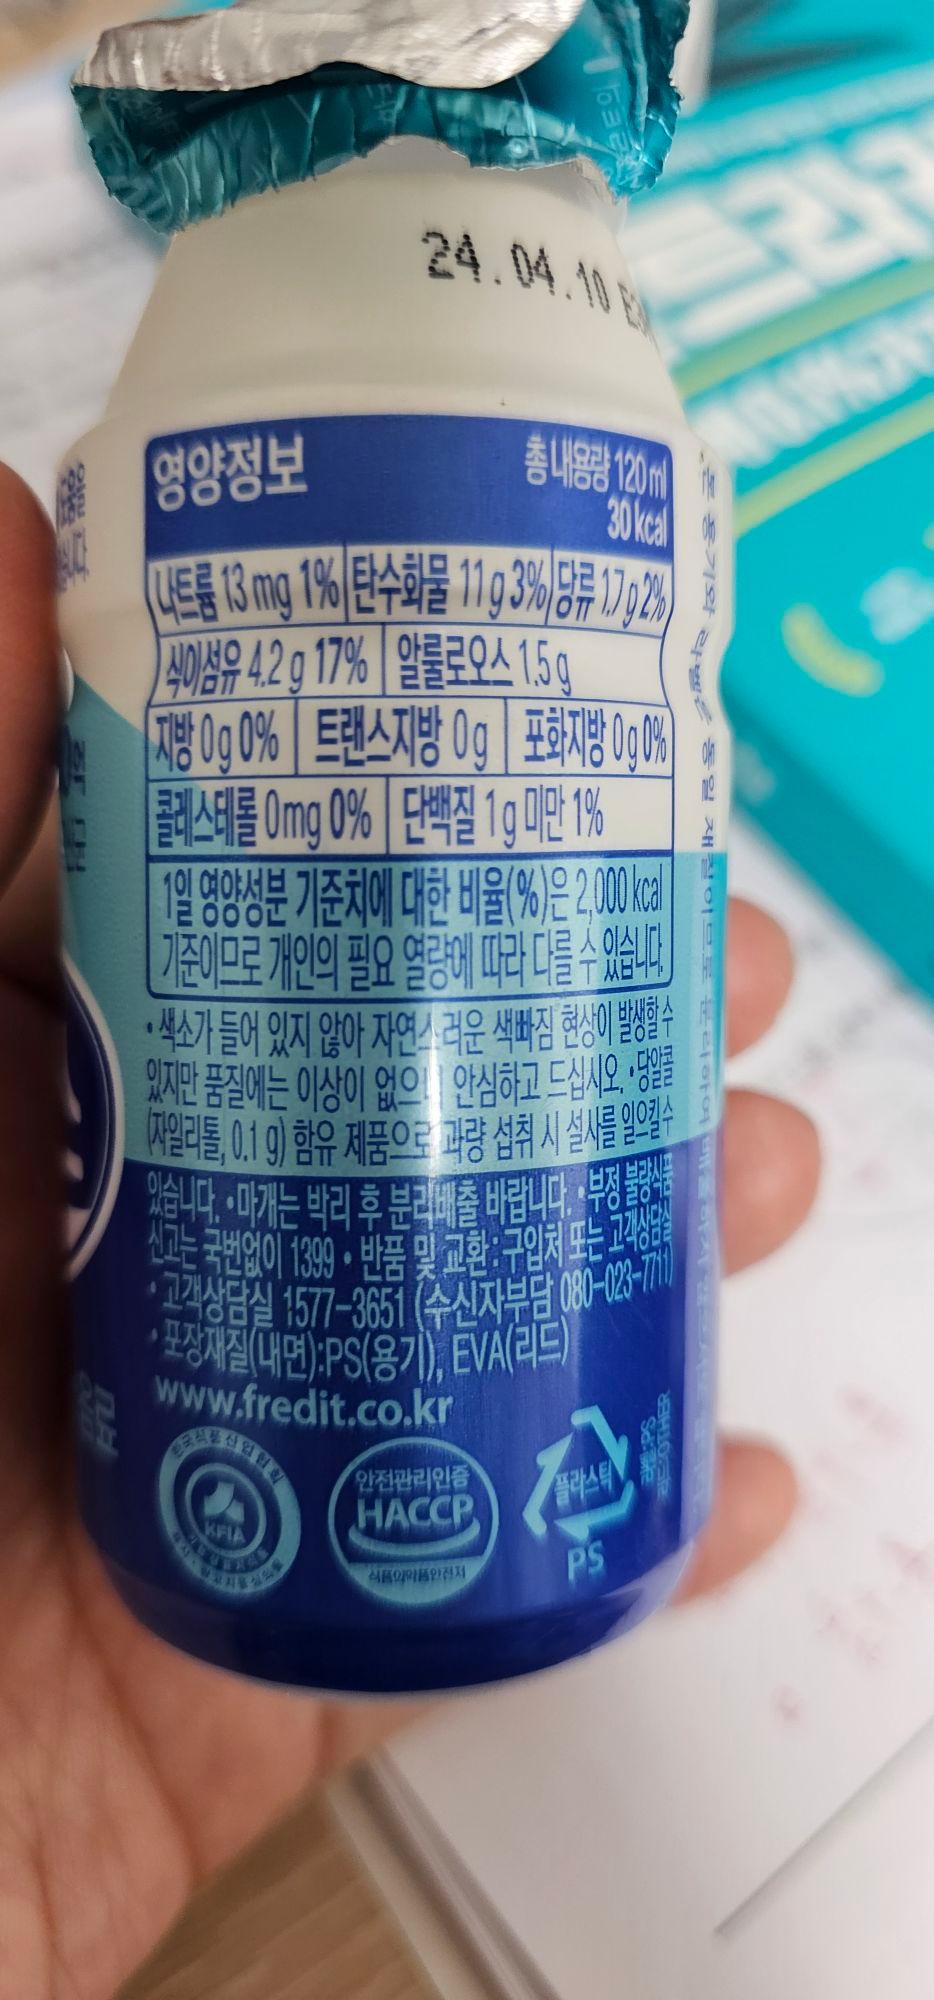 24.04.10
영양정보
총 내용량 120 ml
30 kcal
나트륨 13 mg 1% 탄수화물 11 g 3% 당류 1.7 g 2%
식이섬유 4.2 g 17% 알룰로오스 1.5 g
지방 0 g 0% 트랜스지방 0 g 포화지방 0 g 0%
콜레스테롤 0 mg 0% 단백질 1 g 미만 1%
1일 영양성분 기준치에 대한 비율(%)은 2,000 kcal
기준이므로 개인의 필요 열량에 따라 다를 수 있습니다.
• 색소가 들어 있지 않아 자연스러운 색빠짐 현상이 발생할 수
있지만 품질에는 이상이 없으니 안심하고 드십시오. • 당알콜
(자일리톨, 0.1 g) 함유 제품으로 과량 섭취 시 설사를 일으킬 수
있습니다. • 마개는 박리 후 분리배출 바랍니다. • 부정 불량식품
신고는 국번없이 1399 • 반품 및 교환 : 구입처 또는 고객상담실
• 고객상담실 1577-3651 (수신자부담 080-023-7711)
• 포장재질(내면):PS(용기), EVA(리드)
www.fredit.co.kr
한국식품산업협회
KFIA
안전관리인증
HACCP
식품의약품안전처
플라스틱
PS